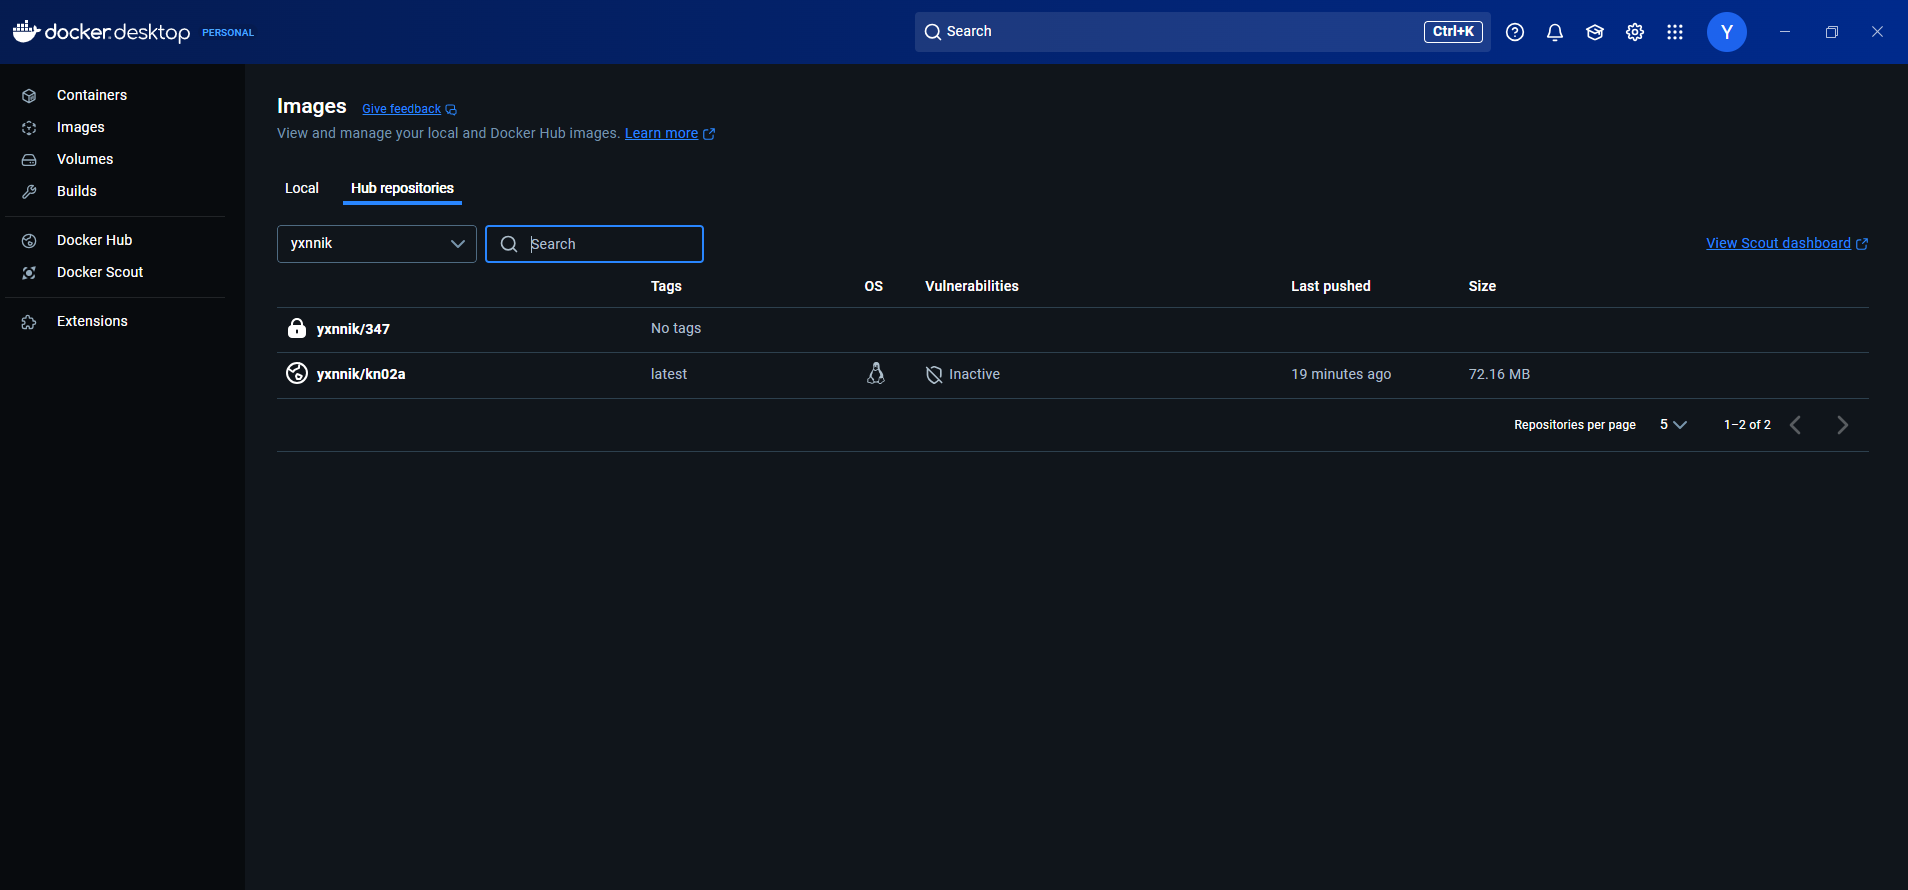 docker desktop PERSONAL
Search Ctrl+K
Y
Containers
Images
Volumes
Builds
Docker Hub
Docker Scout
Extensions
Images Give feedback
View and manage your local and Docker Hub images. Learn more
Local Hub repositories
yxnnik Search View Scout dashboard
Tags OS Vulnerabilities Last pushed Size
yxnnik/347 No tags
yxnnik/kn02a latest Inactive 19 minutes ago 72.16 MB
Repositories per page 5 1–2 of 2